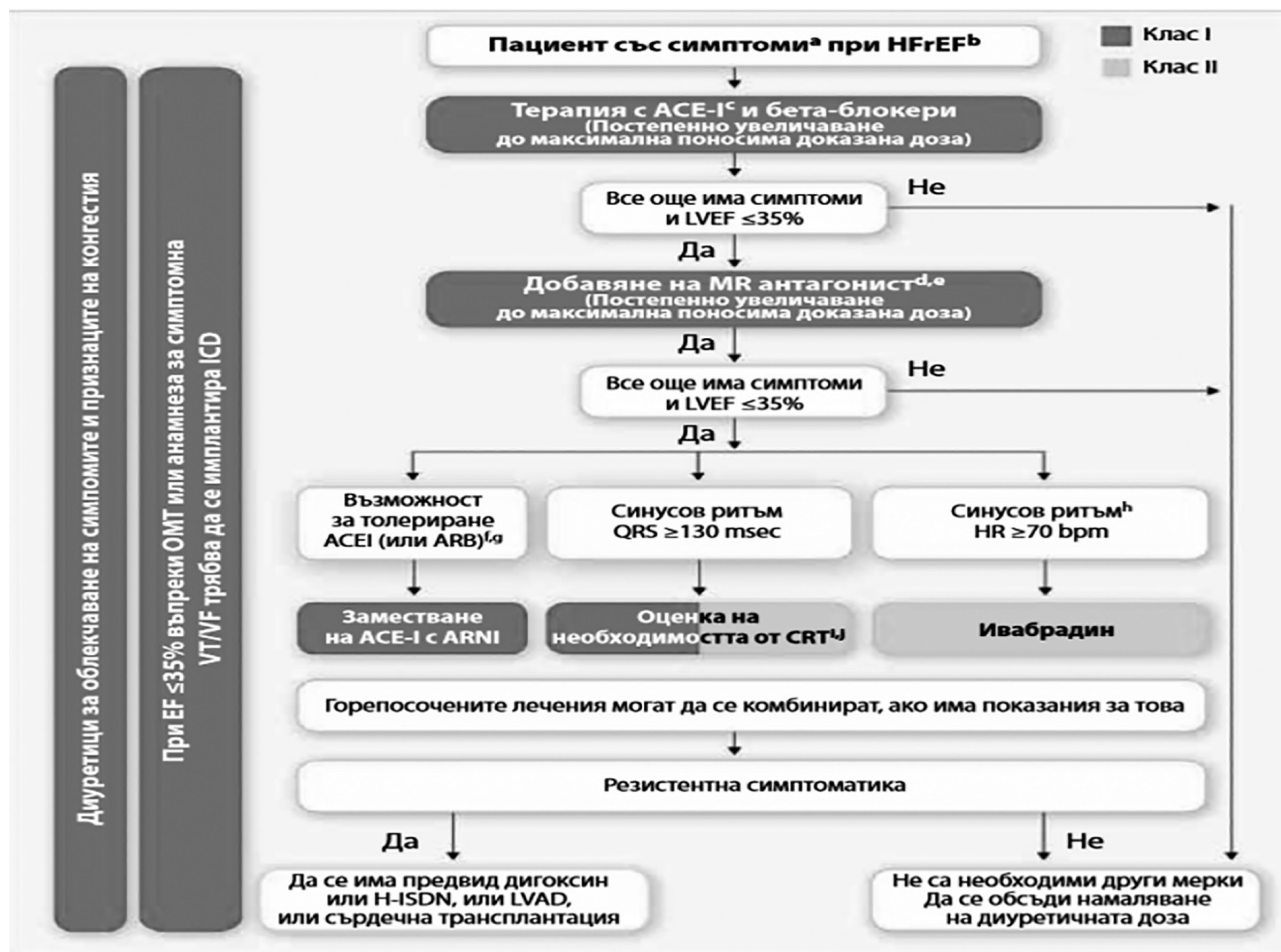 Пациент със симптомиᵃ при HFrEFᵇ
Клас I
Клас II
Диуретици за облекчаване на симпомите и признаците на конгестия
При EF ≤35% въпреки ОМТ или анамнеза за симптомна
VT/VF трябва да се имплантира ICD
Терапия с ACE-Iᶜ и бета-блокери
(Постепенно увеличаване
до максимална поносима доказана доза)
Все още има симптоми
и LVEF ≤35%
Не
Да
Добавяне на MR антагонистᵈ,ᵉ
(Постепенно увеличаване
до максимална поносима доказана доза)
Да
Все още има симптоми
и LVEF ≤35%
Не
Да
Възможност
за толериране
ACEI (или ARB)ᶠ,ᵍ
Синусов ритъм
QRS ≥130 msec
Синусов ритъмʰ
HR ≥70 bpm
Заместване
на ACE-I с ARNI
Оценка на
необходимостта от CRTⁱ,ʲ
Ивабрадин
Горепосочените лечения могат да се комбинират, ако има показания за това
Резистентна симптоматика
Да
Не
Да се има предвид дигоксин
или H-ISDN, или LVAD,
или сърдечна трансплантация
Не са необходими други мерки
Да се обсъди намаляване
на диуретичната доза